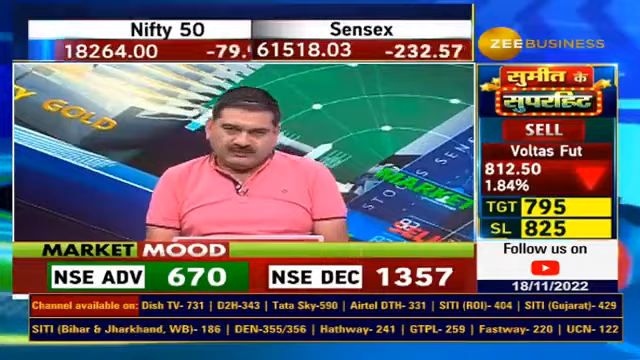 Nifty 50
18264.00 -79.
Sensex
61518.03 -232.57
ZEE BUSINESS
GOLD
STOCKS SENS
MARKET
सुमीत के
सुपरहिट
SELL
Voltas Fut
812.50
1.84%
TGT 795
SL 825
Follow us on
18/11/2022
MARKET MOOD
NSE ADV 670 NSE DEC 1357
Channel available on: Dish TV- 731 | D2H-343 | Tata Sky-590 | Airtel DTH- 331 | SITI (ROI)- 404 | SITI (Gujarat)- 429
SITI (Bihar & Jharkhand, WB)- 186 | DEN-355/356 | Hathway- 241 | GTPL- 259 | Fastway- 220 | UCN- 122